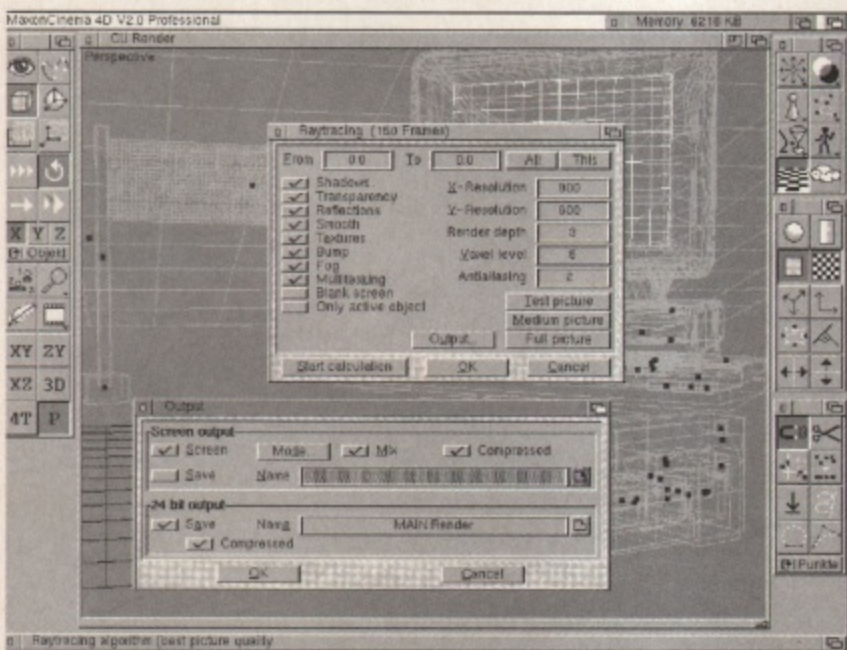 MaxonCinema 4D V2.0 Professional
Memory 6218 KB
CU Render
Perspective
Raytracing (150 Frames)
From 0.0 To 0.0 All This
Shadows
Transparency
Reflections
Smooth
Textures
Bump
Fog
Multitasking
Blank screen
Only active object
X-Resolution 800
Y-Resolution 600
Render depth 3
Voxel level 6
Antialiasing 2
Test picture
Medium picture
Output... Full picture
Start calculation OK Cancel
X Y Z
Objekt
XY ZY
XZ 3D
4T P
Output
Screen output
Screen Mode... Mix Compressed
Save Name
24 bit output
Save Name MAIN Render
Compressed
OK Cancel
Punkte
Raytracing algorithm (best picture quality